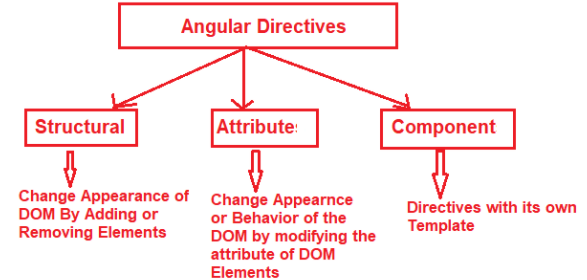 Angular Directives
Structural
Attributes
Component
Change Appearance of
DOM By Adding or
Removing Elements
Change Appearnce
or Behavior of the
DOM by modifying the
attribute of DOM
Elements
Directives with its own
Template